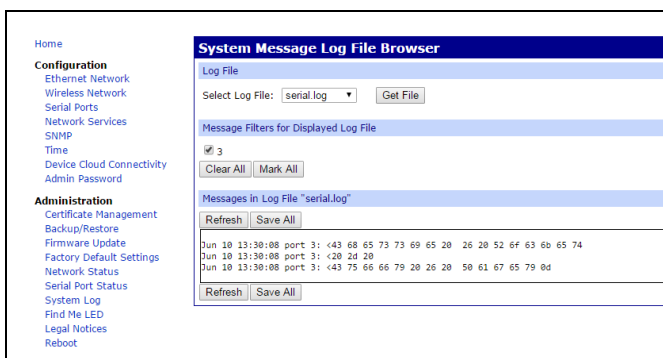 Home
Configuration
Ethernet Network
Wireless Network
Serial Ports
Network Services
SNMP
Time
Device Cloud Connectivity
Admin Password
Administration
Certificate Management
Backup/Restore
Firmware Update
Factory Default Settings
Network Status
Serial Port Status
System Log
Find Me LED
Legal Notices
Reboot
System Message Log File Browser
Log File
Select Log File: serial.log Get File
Message Filters for Displayed Log File
3
Clear All Mark All
Messages in Log File "serial.log"
Refresh Save All
Jun 10 13:30:08 port 3: <43 68 65 73 73 69 65 20 26 20 52 6f 63 6b 65 74
Jun 10 13:30:08 port 3: <20 2d 20
Jun 10 13:30:08 port 3: <43 75 66 66 79 20 26 20 50 61 67 65 79 0d
Refresh Save All